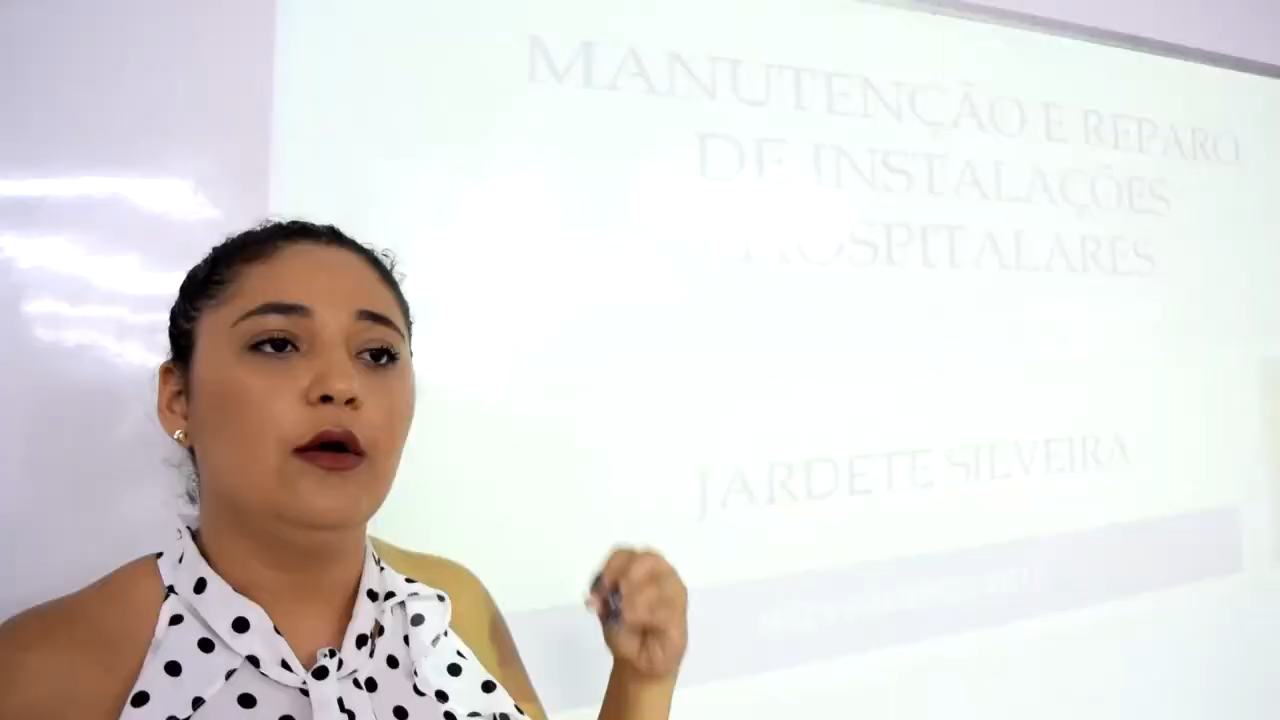 MANUTENÇÃO E REPARO
DE INSTALAÇÕES
HOSPITALARES
JARDETE SILVEIRA